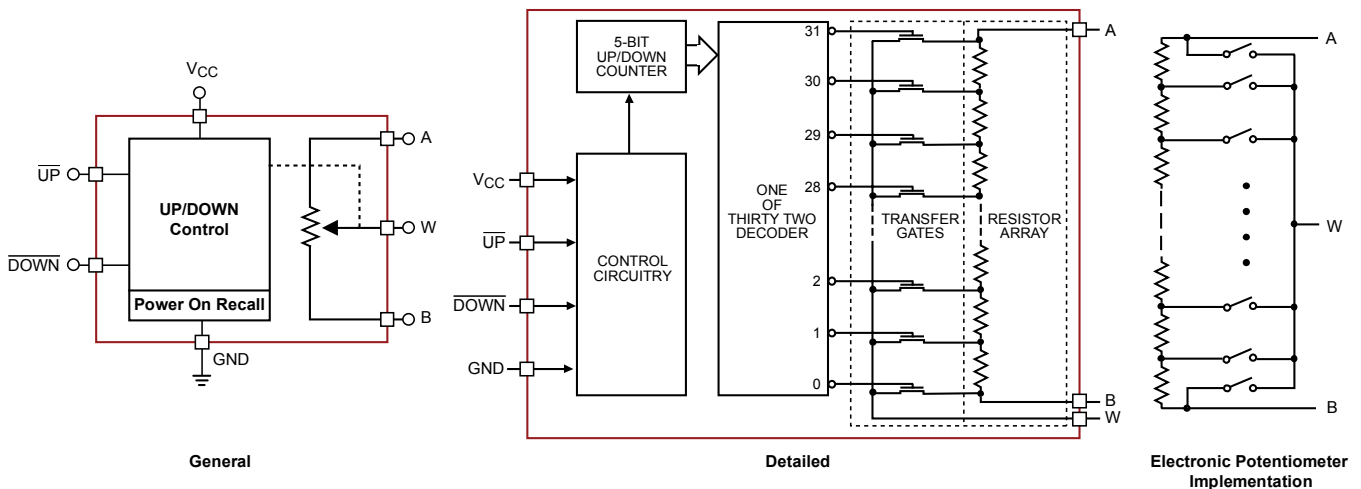 VCC
UP
DOWN
UP/DOWN
Control
Power On Recall
GND
A
W
B
General
5-BIT
UP/DOWN
COUNTER
VCC
UP
DOWN
GND
CONTROL
CIRCUITRY
ONE
OF
THIRTY TWO
DECODER
31
30
29
28
2
1
0
TRANSFER
GATES
RESISTOR
ARRAY
A
B
W
Detailed
A
W
B
Electronic Potentiometer
Implementation